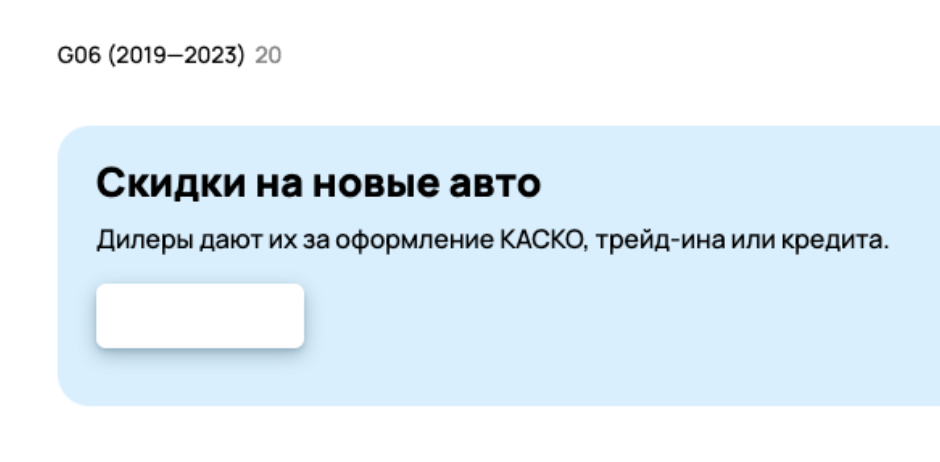 G06 (2019—2023) 20
Скидки на новые авто
Дилеры дают их за оформление КАСКО, трейд-ина или кредита.